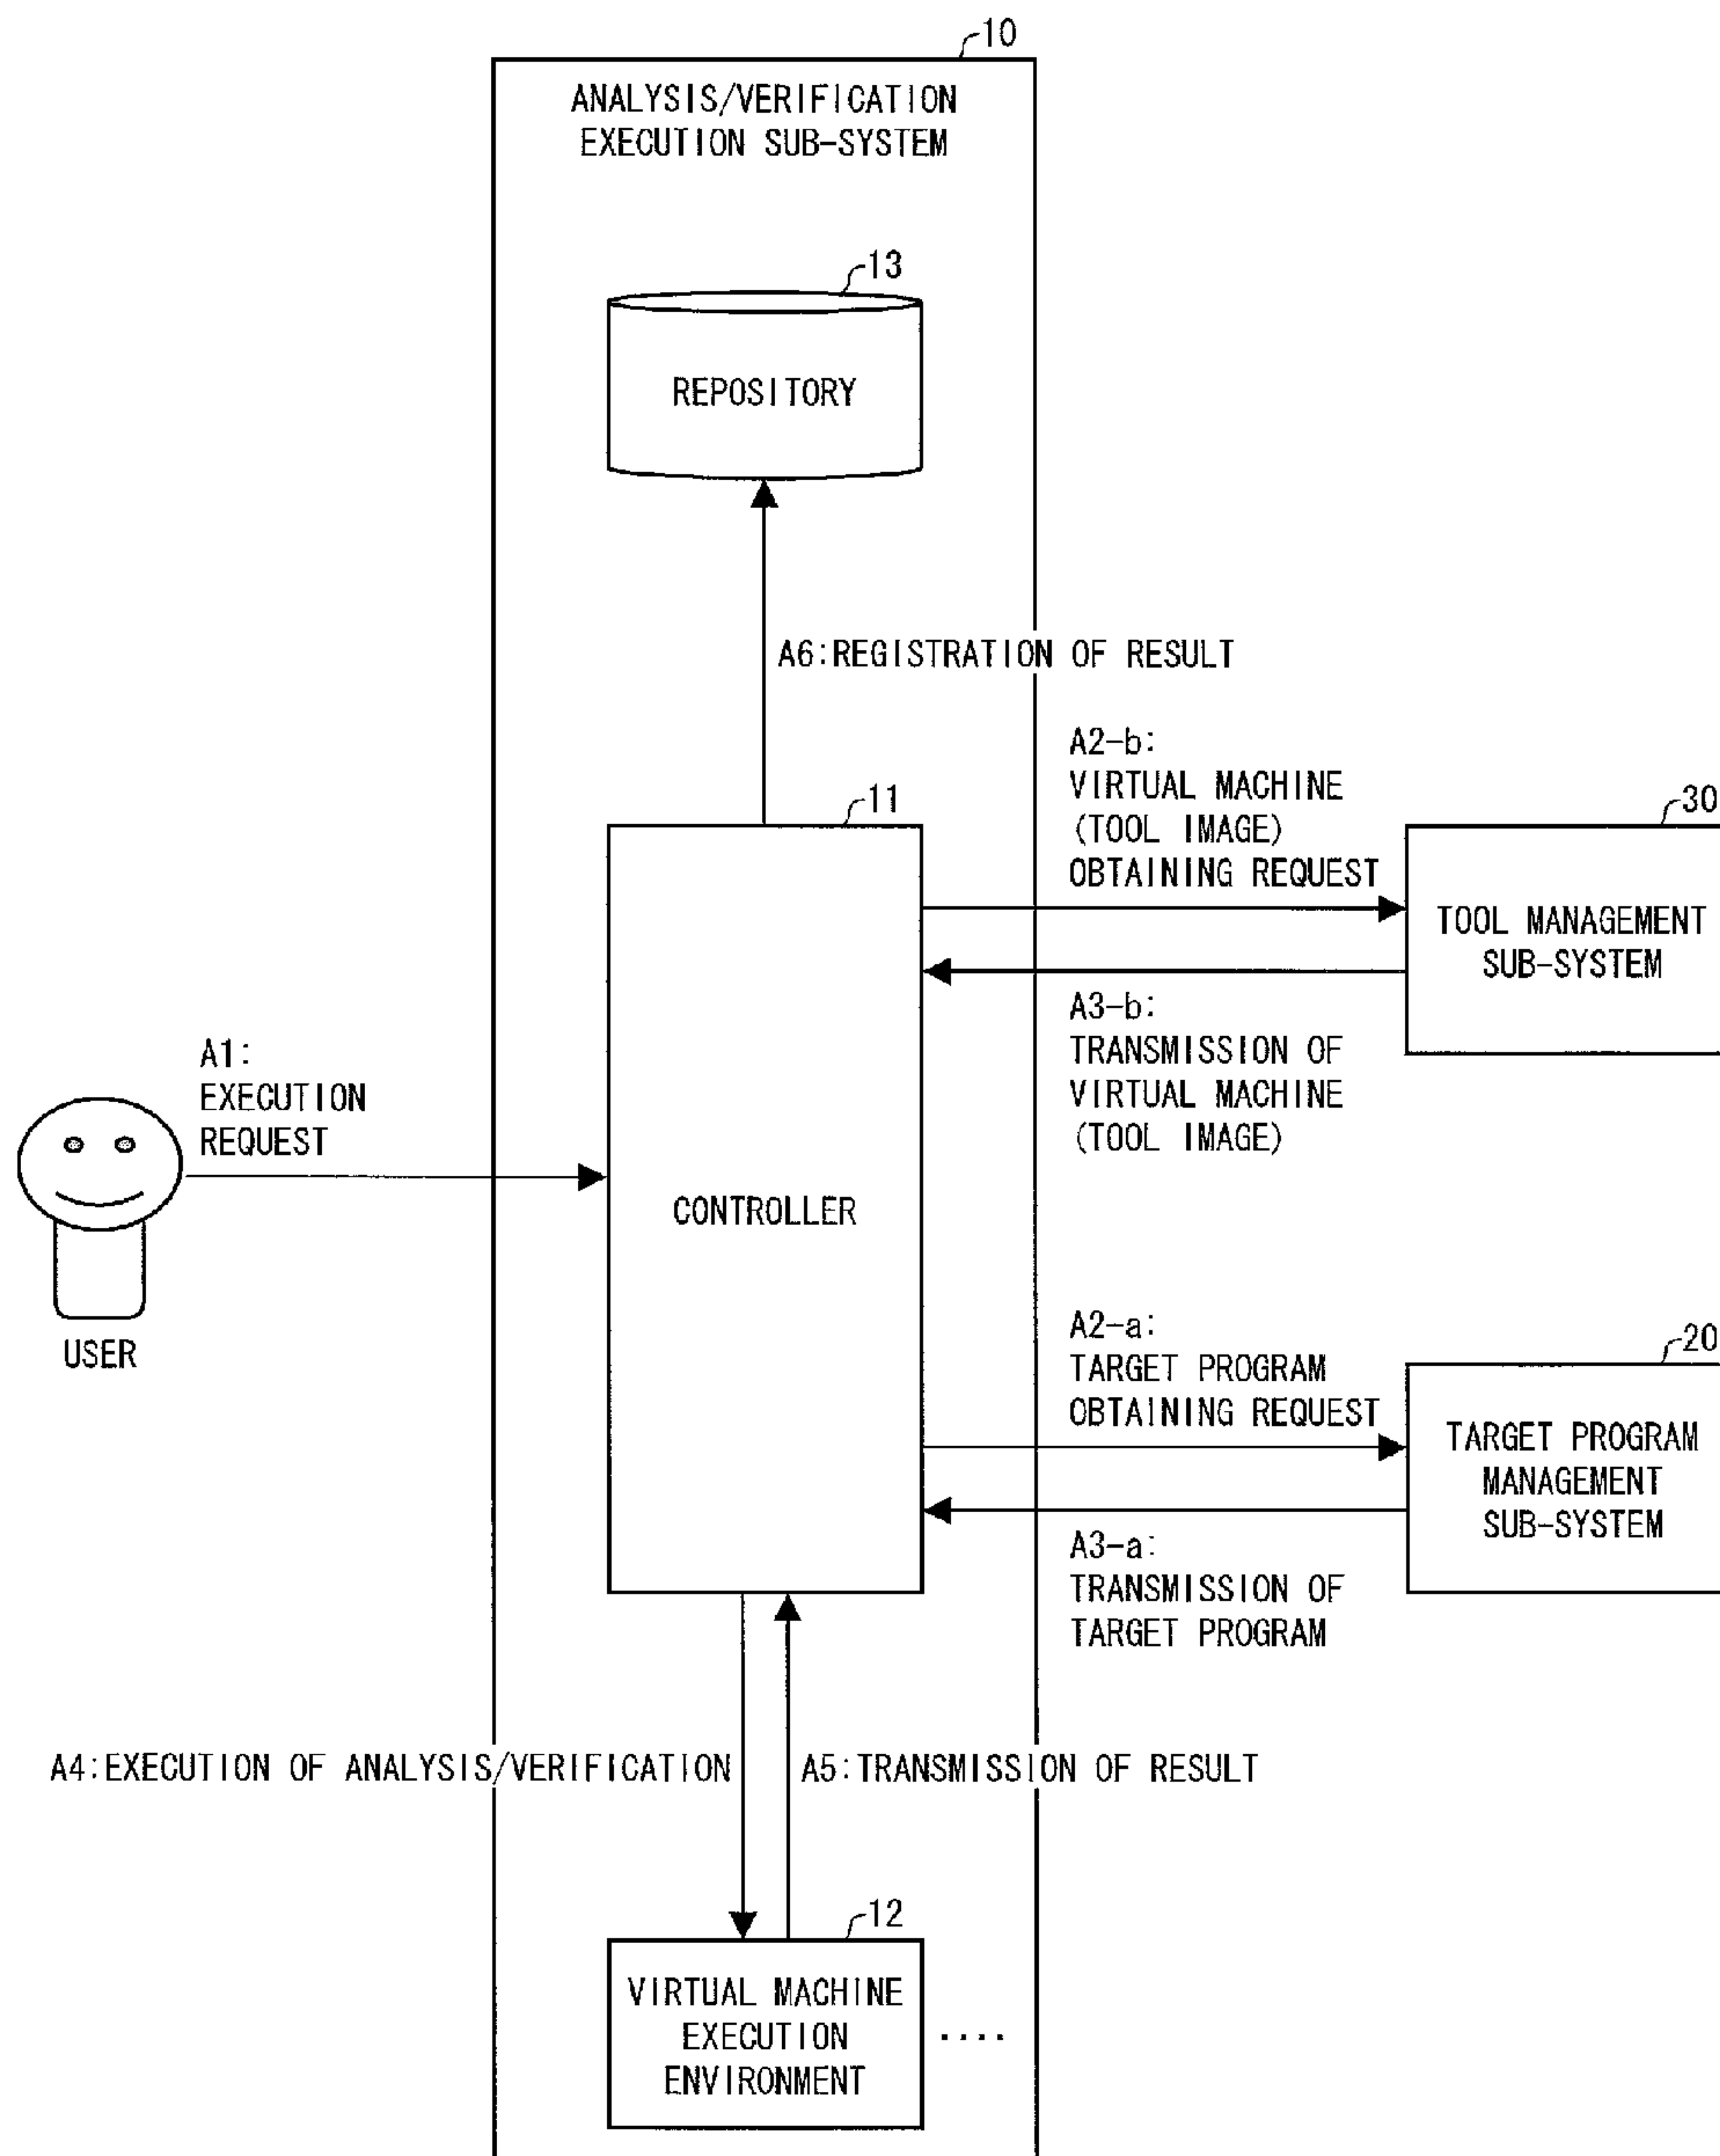 10
ANALYSIS/VERIFICATION
EXECUTION SUB-SYSTEM
13
REPOSITORY
A6:REGISTRATION OF RESULT
A2-b:
VIRTUAL MACHINE
(TOOL IMAGE)
OBTAINING REQUEST
11
30
TOOL MANAGEMENT
SUB-SYSTEM
A3-b:
TRANSMISSION OF
VIRTUAL MACHINE
(TOOL IMAGE)
A1:
EXECUTION
REQUEST
CONTROLLER
USER
A2-a:
TARGET PROGRAM
OBTAINING REQUEST
20
TARGET PROGRAM
MANAGEMENT
SUB-SYSTEM
A3-a:
TRANSMISSION OF
TARGET PROGRAM
A4:EXECUTION OF ANALYSIS/VERIFICATION
A5:TRANSMISSION OF RESULT
12
VIRTUAL MACHINE
EXECUTION
ENVIRONMENT
....